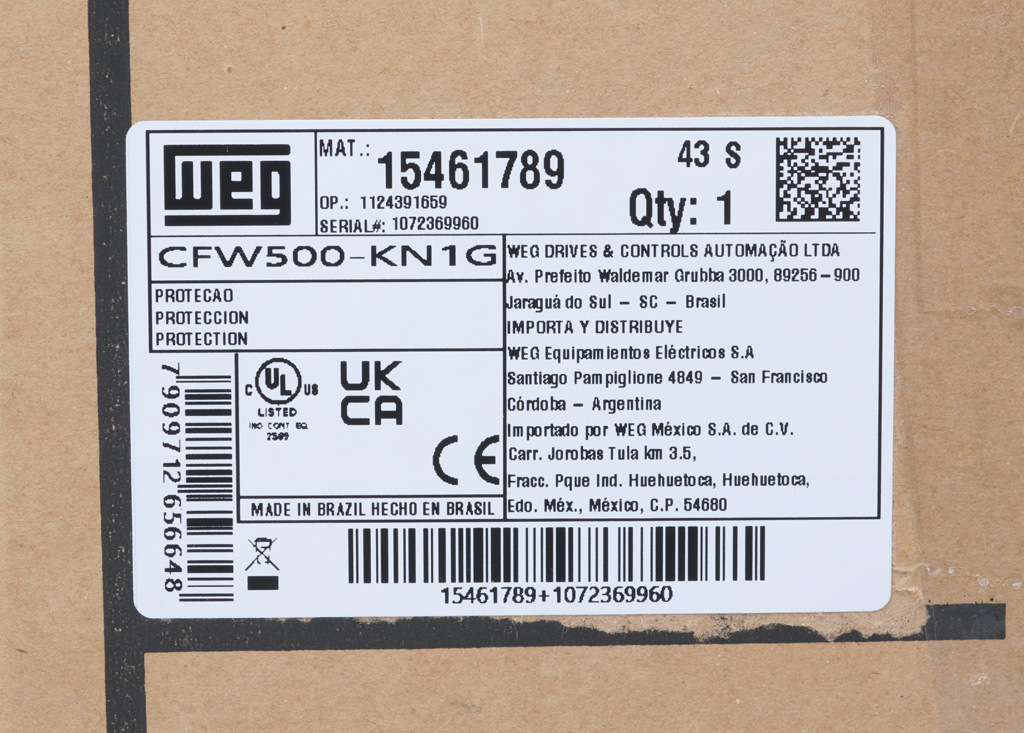 WEG
MAT.: 15461789
43 S
OP.: 1124391659
SERIAL#: 1072369960
Qty: 1
CFW500-KN1G
PROTECAO
PROTECCION
PROTECTION
WEG DRIVES & CONTROLS AUTOMAÇÃO LTDA
Av. Prefeito Waldemar Grubba 3000, 89256-900
Jaraguá do Sul - SC - Brasil
IMPORTA Y DISTRIBUYE
WEG Equipamientos Eléctricos S.A
Santiago Pampiglione 4849 - San Francisco
Córdoba - Argentina
Importado por WEG México S.A. de C.V.
Carr. Jorobas Tula km 3.5,
Fracc. Pque Ind. Huehuetoca, Huehuetoca,
Edo. Méx., México, C.P. 54680
7 909712 656648
C UL US
LISTED
IND CONT EQ
UK
CA
CE
MADE IN BRAZIL HECHO EN BRASIL
15461789+1072369960